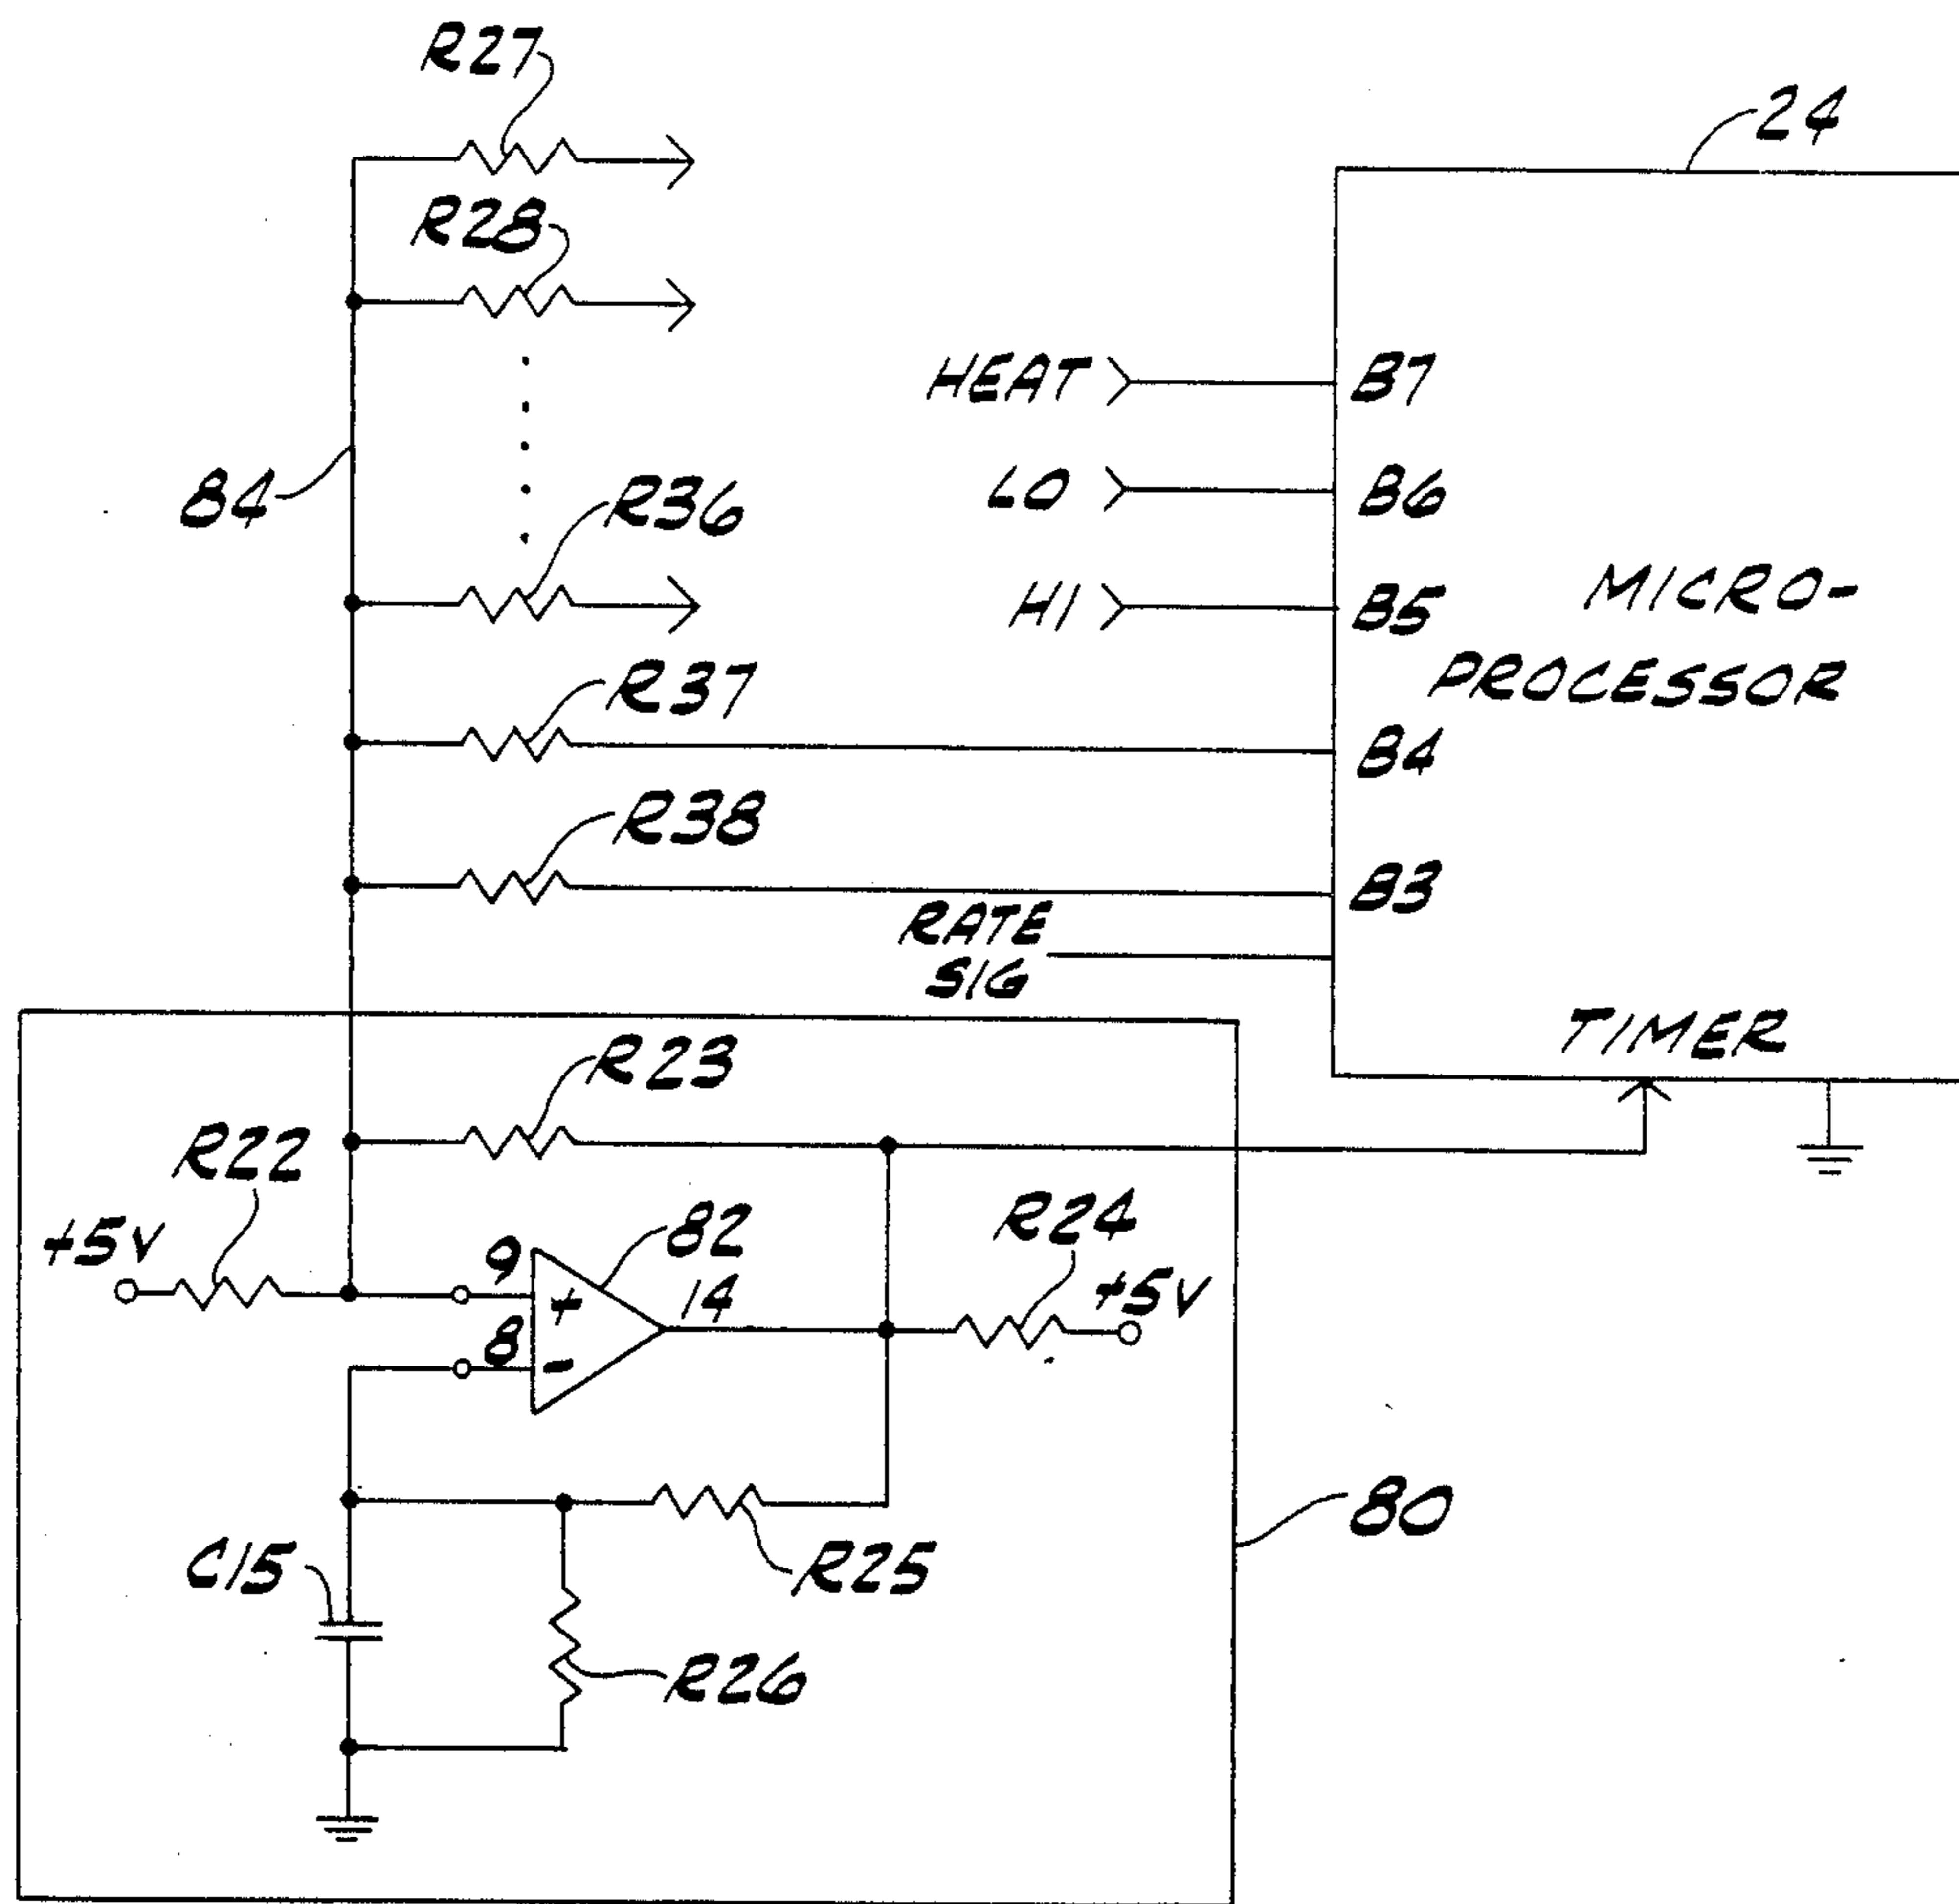 R27
24
R28
HEAT
B7
84
LO
B6
R36
HI
B5
MICRO-
PROCESSOR
R37
B4
R38
B3
RATE
SIG
TIMER
R23
R22
+5V
9
82
14
R24
+5V
+
8
-
80
C15
R25
R26